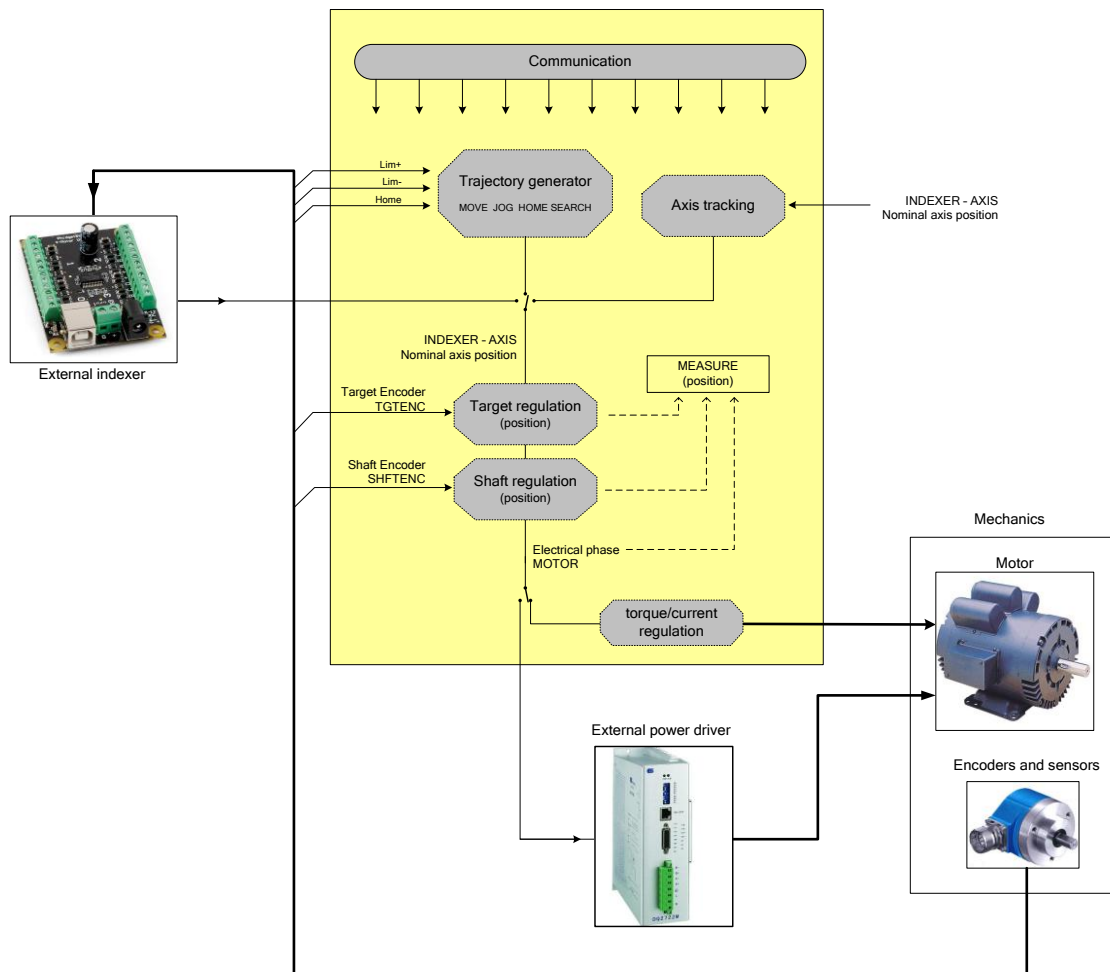 Communication
Lim+
Lim-
Home
Trajectory generator
MOVE JOG HOME SEARCH
Axis tracking
INDEXER - AXIS
Nominal axis position
External indexer
INDEXER - AXIS
Nominal axis position
MEASURE
(position)
Target Encoder
TGTENC
Target regulation
(position)
Shaft Encoder
SHFTENC
Shaft regulation
(position)
Electrical phase
MOTOR
torque/current
regulation
Mechanics
Motor
External power driver
Encoders and sensors